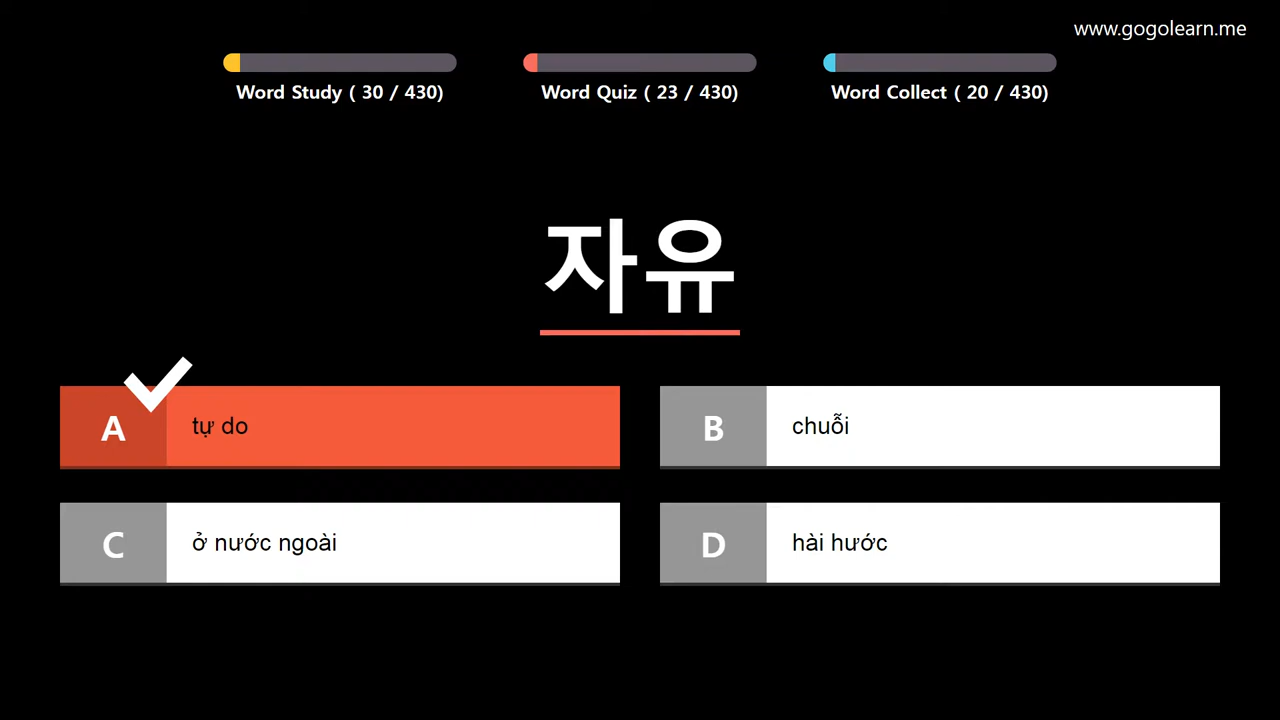 www.gogolearn.me
Word Study ( 30 / 430)
Word Quiz ( 23 / 430)
Word Collect ( 20 / 430)
자유
A
tự do
B
chuỗi
C
ở nước ngoài
D
hài hước